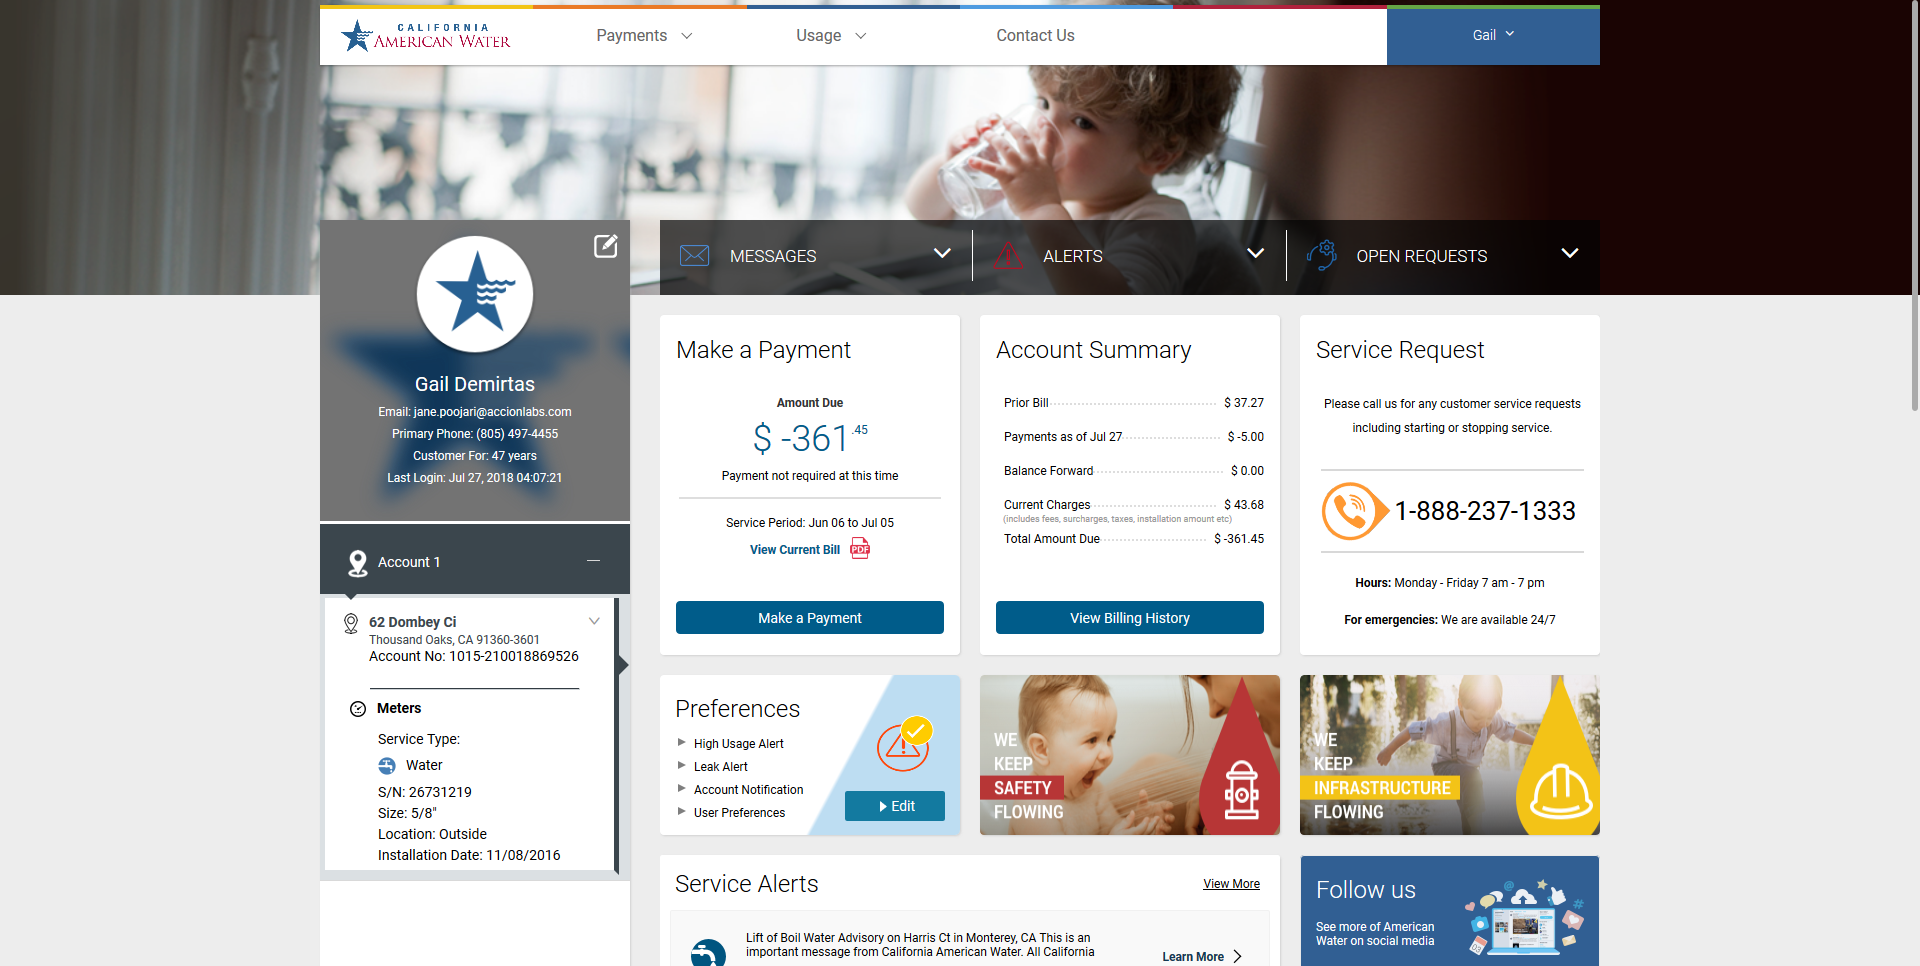 CALIFORNIA
AMERICAN WATER
Payments
Usage
Contact Us
Gail
MESSAGES
ALERTS
OPEN REQUESTS
Gail Demirtas
Email: jane.poojari@accionlabs.com
Primary Phone: (805) 497-4455
Customer For: 47 years
Last Login: Jul 27, 2018 04:07:21
Account 1
62 Dombey Ci
Thousand Oaks, CA 91360-3601
Account No: 1015-210018869526
Meters
Service Type:
Water
S/N: 26731219
Size: 5/8"
Location: Outside
Installation Date: 11/08/2016
Make a Payment
Amount Due
$ -361.45
Payment not required at this time
Service Period: Jun 06 to Jul 05
View Current Bill PDF
Make a Payment
Account Summary
Prior Bill $ 37.27
Payments as of Jul 27 $ -5.00
Balance Forward $ 0.00
Current Charges $ 43.68
(includes fees, surcharges, taxes, installation amount etc)
Total Amount Due $ -361.45
View Billing History
Service Request
Please call us for any customer service requests
including starting or stopping service.
1-888-237-1333
Hours: Monday - Friday 7 am - 7 pm
For emergencies: We are available 24/7
Preferences
High Usage Alert
Leak Alert
Account Notification
User Preferences
Edit
WE
KEEP
SAFETY
FLOWING
WE
KEEP
INFRASTRUCTURE
FLOWING
Service Alerts
View More
Lift of Boil Water Advisory on Harris Ct in Monterey, CA This is an
important message from California American Water. All California
Learn More
Follow us
See more of American
Water on social media